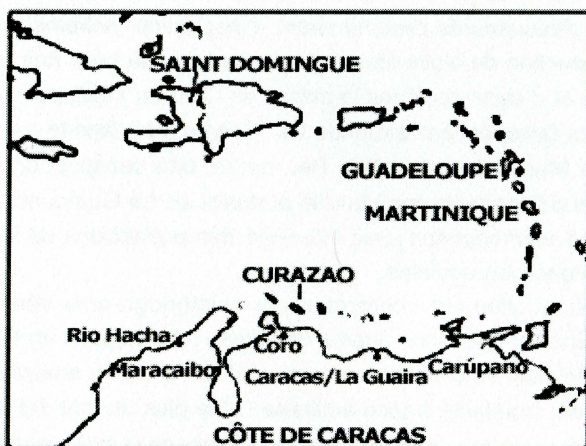 SAINT DOMINGUE
GUADELOUPE
MARTINIQUE
CURAZAO
Rio Hacha
Coro
Maracaibo
Caracas/La Guaira
Carúpano
CÔTE DE CARACAS